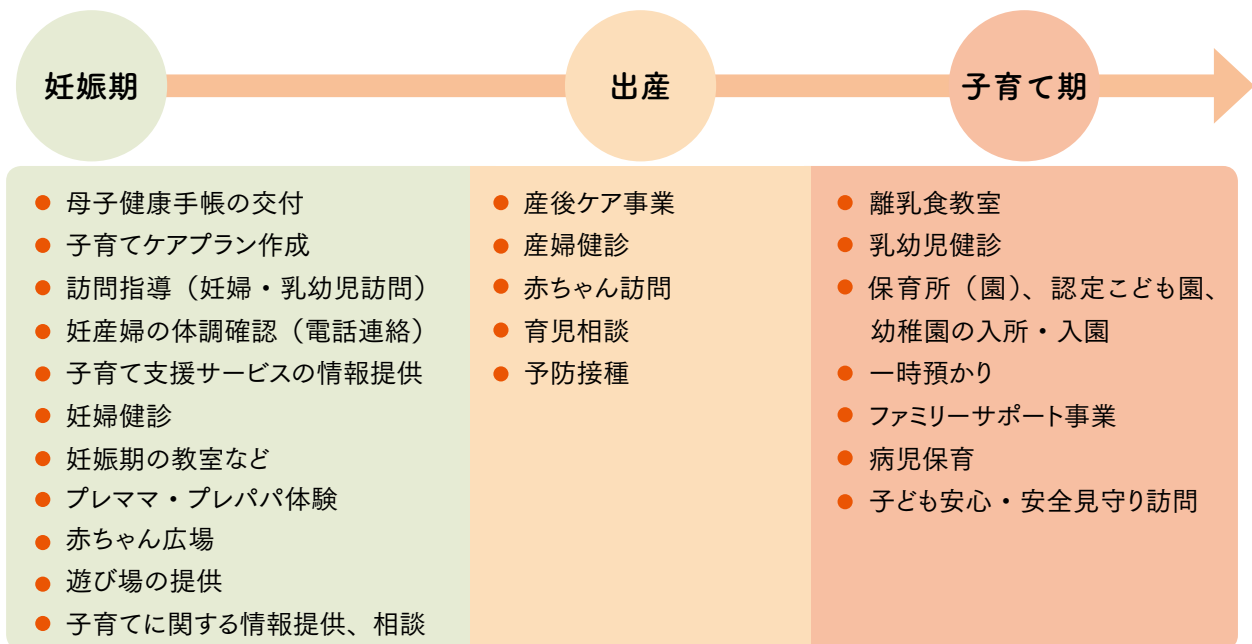 妊娠期
出産
子育て期
● 母子健康手帳の交付
● 子育てケアプラン作成
● 訪問指導（妊婦・乳幼児訪問）
● 妊産婦の体調確認（電話連絡）
● 子育て支援サービスの情報提供
● 妊婦健診
● 妊娠期の教室など
● プレママ・プレパパ体験
● 赤ちゃん広場
● 遊び場の提供
● 子育てに関する情報提供、相談
● 産後ケア事業
● 産婦健診
● 赤ちゃん訪問
● 育児相談
● 予防接種
● 離乳食教室
● 乳幼児健診
● 保育所（園）、認定こども園、
幼稚園の入所・入園
● 一時預かり
● ファミリーサポート事業
● 病児保育
● 子ども安心・安全見守り訪問